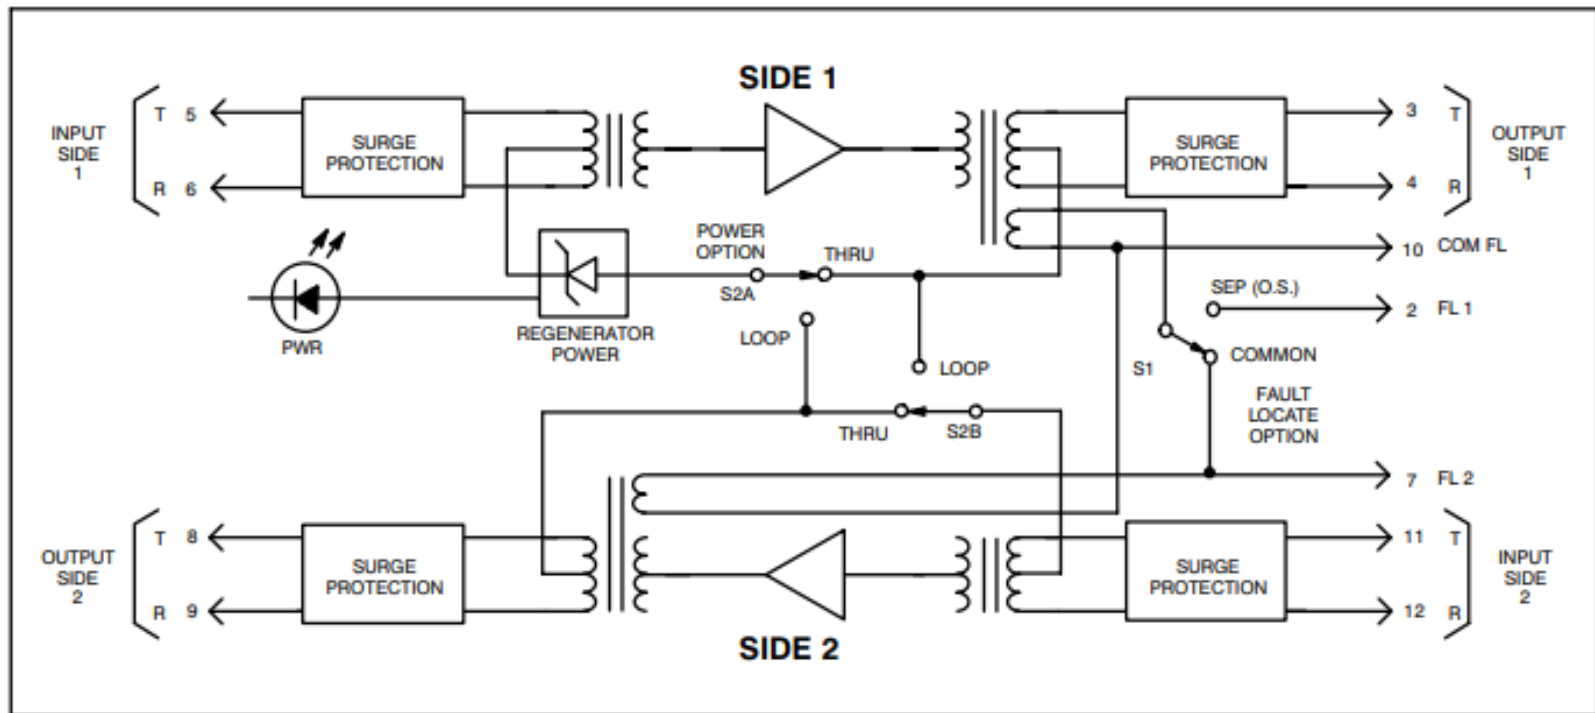 SIDE 1
INPUT
SIDE
1
T 5
R 6
SURGE
PROTECTION
SURGE
PROTECTION
3 T
4 R
OUTPUT
SIDE
1
10 COM FL
SEP (O.S.)
2 FL 1
POWER
OPTION
THRU
S2A
LOOP
PWR
REGENERATOR
POWER
LOOP
S1
COMMON
FAULT
LOCATE
OPTION
THRU
S2B
7 FL 2
OUTPUT
SIDE
2
T 8
R 9
SURGE
PROTECTION
SURGE
PROTECTION
11 T
12 R
INPUT
SIDE
2
SIDE 2